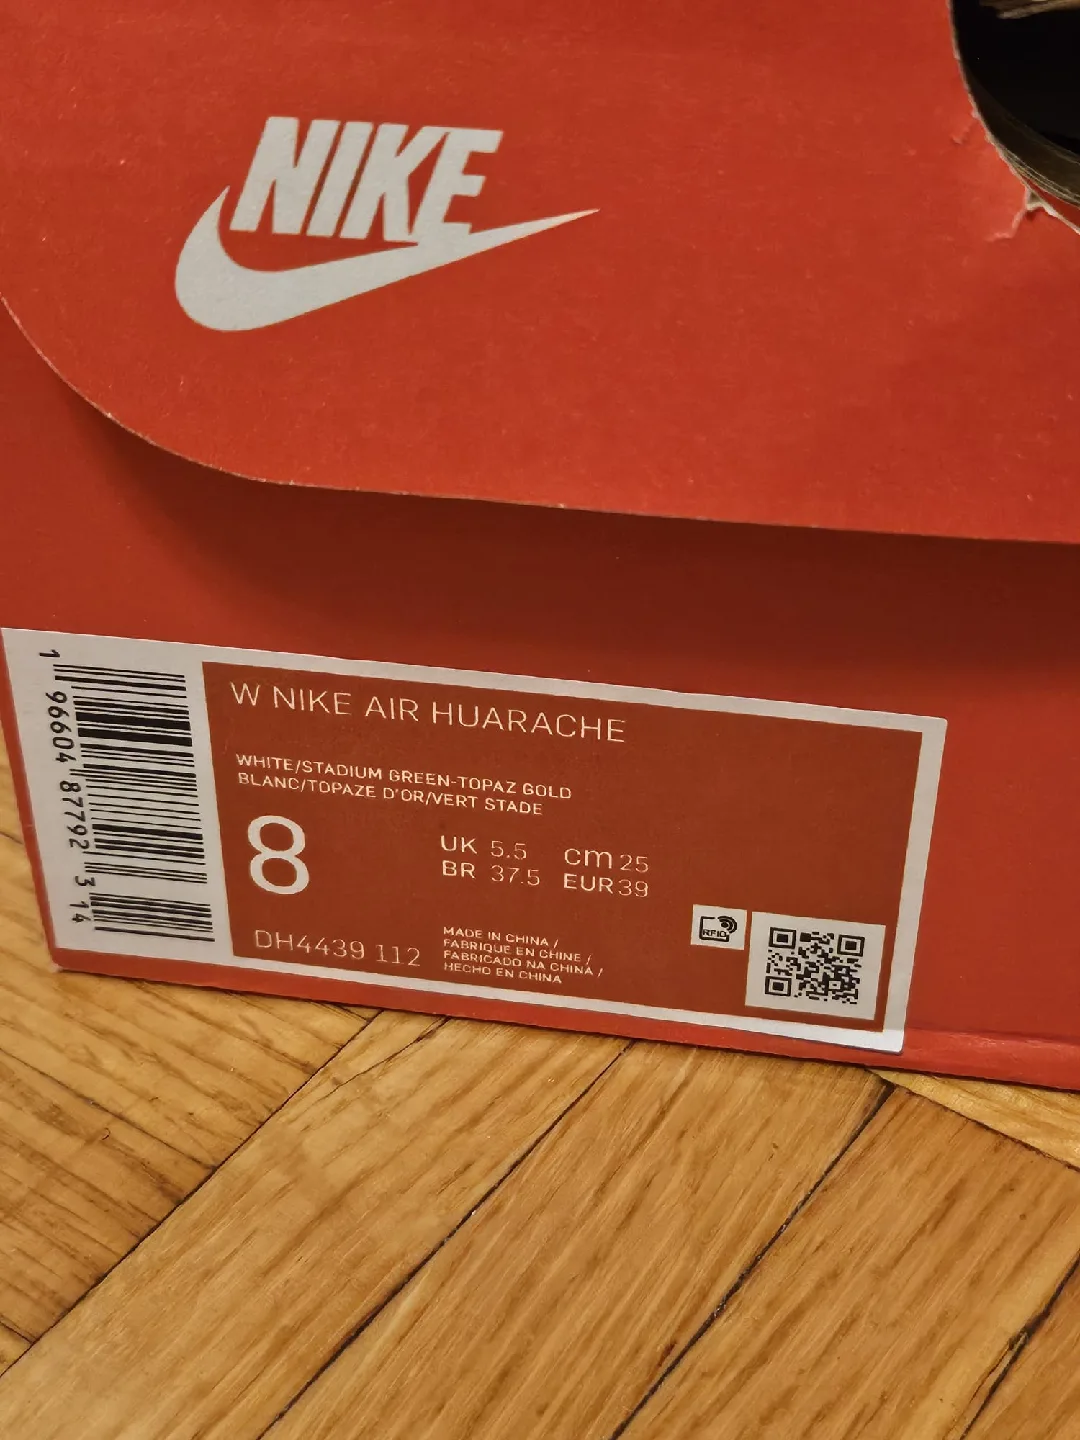 NIKE
W NIKE AIR HUARACHE
WHITE/STADIUM GREEN-TOPAZ GOLD
BLANC/TOPAZE D'OR/VERT STADE
8
UK 5.5 cm 25
BR 37.5 EUR 39
DH4439 112
MADE IN CHINA /
FABRIQUE EN CHINE /
FABRICADO NA CHINA /
HECHO EN CHINA
RFID
1 96604 87792 3 14